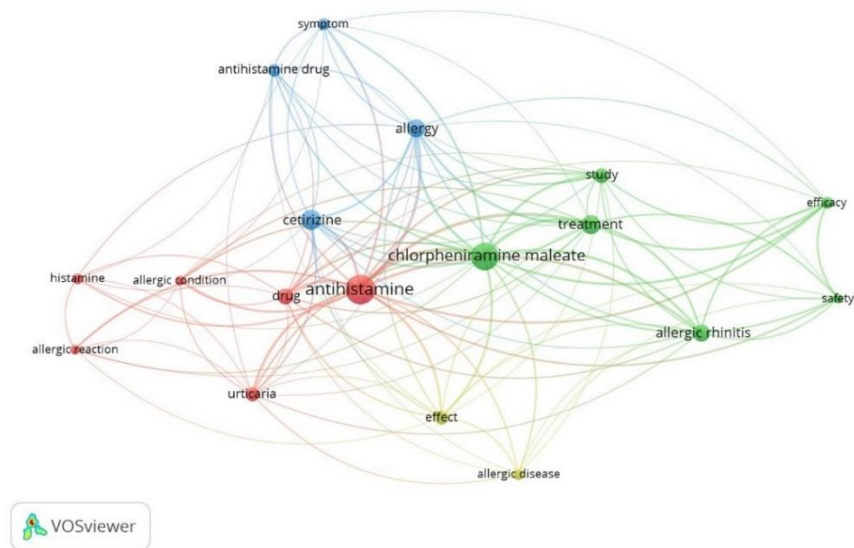 symptom
antihistamine drug
allergy
study
efficacy
cetirizine
treatment
chlorpheniramine maleate
histamine
allergic condition
drug
antihistamine
safety
allergic rhinitis
allergic reaction
urticaria
effect
allergic disease
VOSviewer